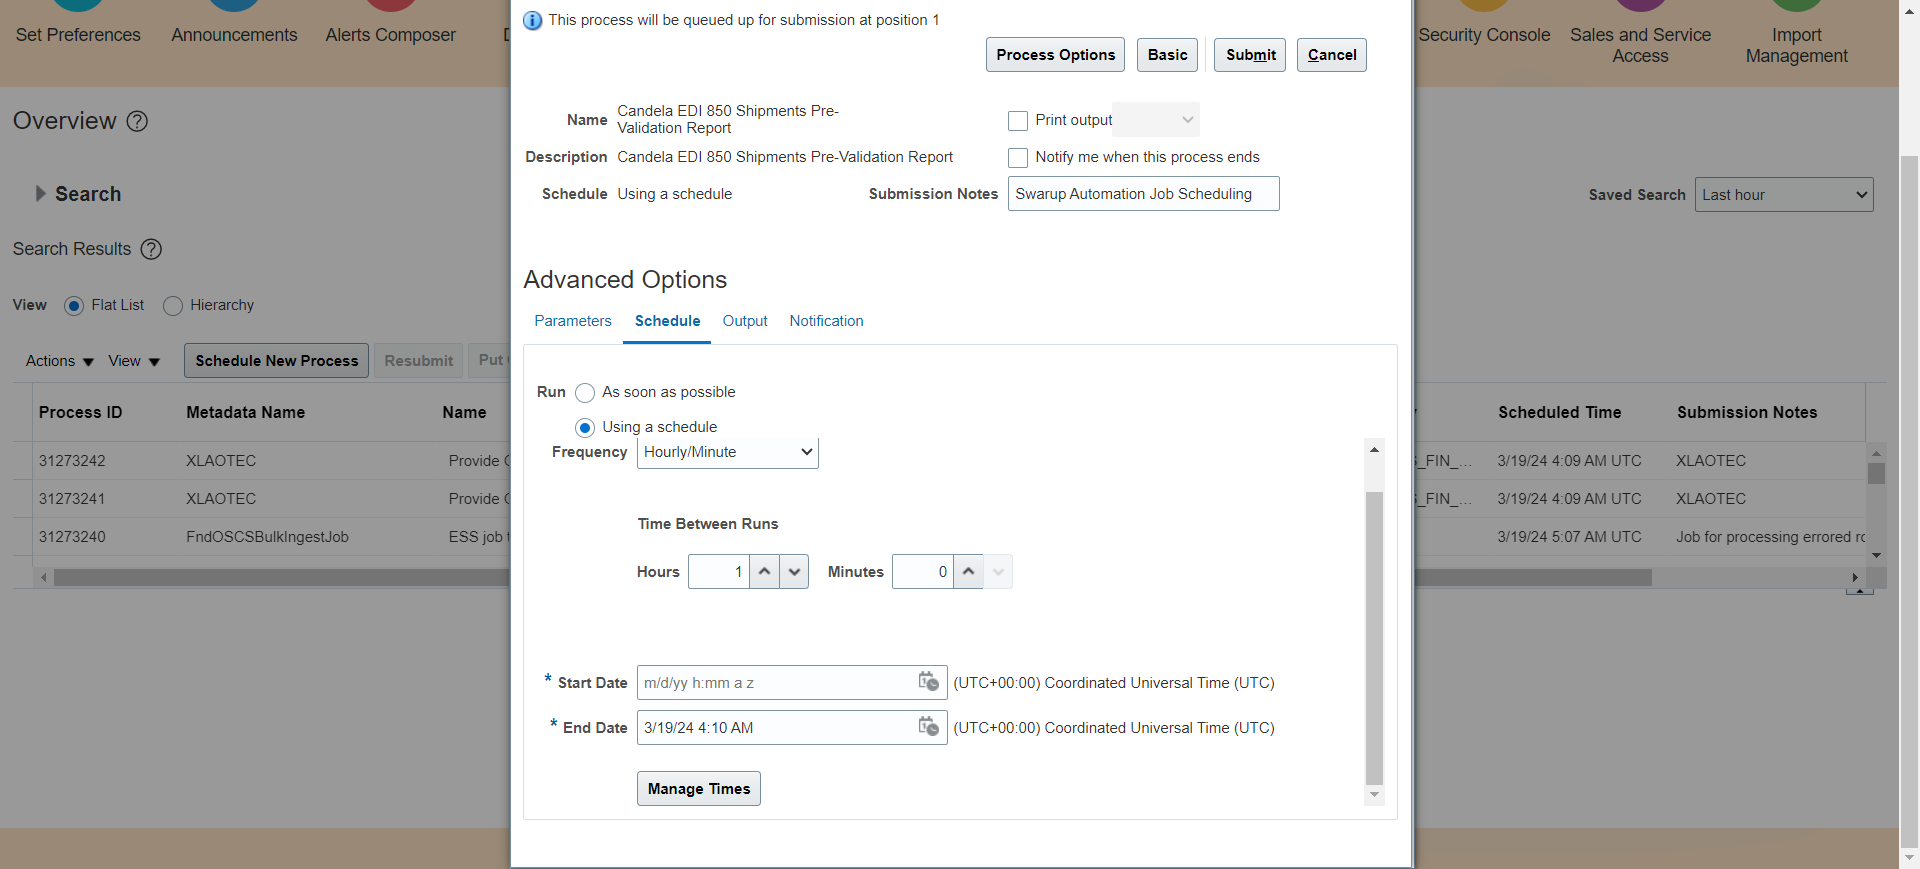 Set Preferences
Announcements
Alerts Composer
Security Console
Sales and Service
Access
Import
Management
This process will be queued up for submission at position 1
Process Options
Basic
Submit
Cancel
Overview
Name
Candela EDI 850 Shipments Pre-
Validation Report
Print output
Description
Candela EDI 850 Shipments Pre-Validation Report
Notify me when this process ends
Schedule
Using a schedule
Submission Notes
Swarup Automation Job Scheduling
Search
Saved Search
Last hour
Search Results
View
Flat List
Hierarchy
Advanced Options
Parameters
Schedule
Output
Notification
Actions
View
Schedule New Process
Resubmit
Put
Run
As soon as possible
Using a schedule
Frequency
Hourly/Minute
Process ID
Metadata Name
Name
Scheduled Time
Submission Notes
31273242
XLAOTEC
Provide
_FIN_...
3/19/24 4:09 AM UTC
XLAOTEC
31273241
XLAOTEC
Provide
_FIN_...
3/19/24 4:09 AM UTC
XLAOTEC
31273240
FndOSCSBulkIngestJob
ESS job
3/19/24 5:07 AM UTC
Job for processing errored
Time Between Runs
Hours
1
Minutes
0
* Start Date
m/d/yy h:mm a z
(UTC+00:00) Coordinated Universal Time (UTC)
* End Date
3/19/24 4:10 AM
(UTC+00:00) Coordinated Universal Time (UTC)
Manage Times